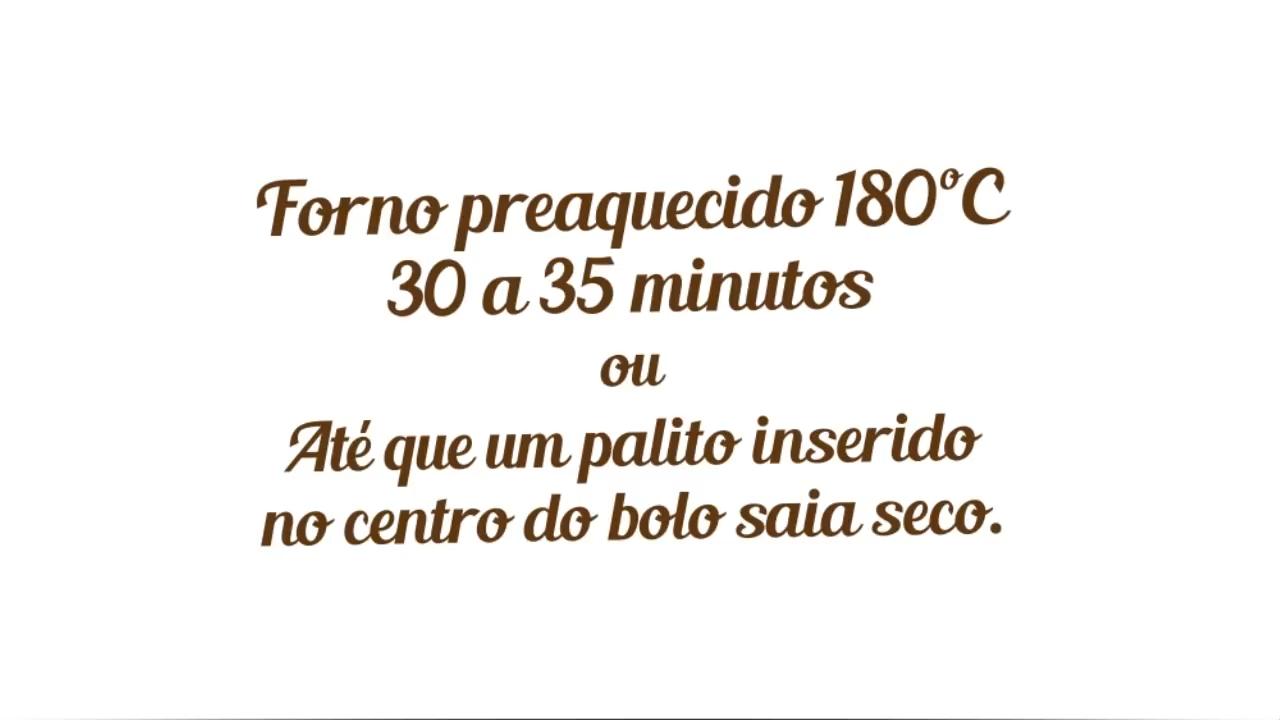 Forno preaquecido 180°C
30 a 35 minutos
ou
Até que um palito inserido
no centro do bolo saia seco.